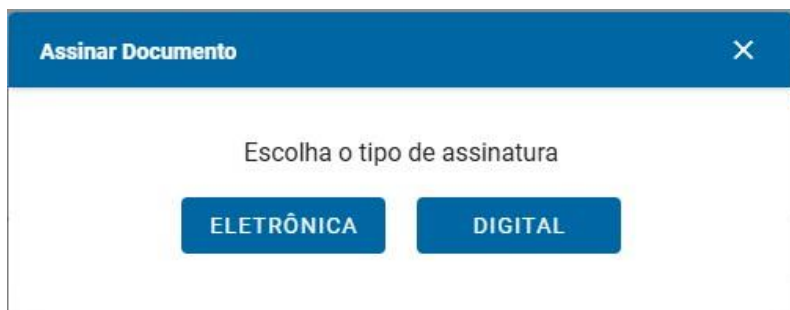 Assinar Documento
Escolha o tipo de assinatura
ELETRÔNICA DIGITAL